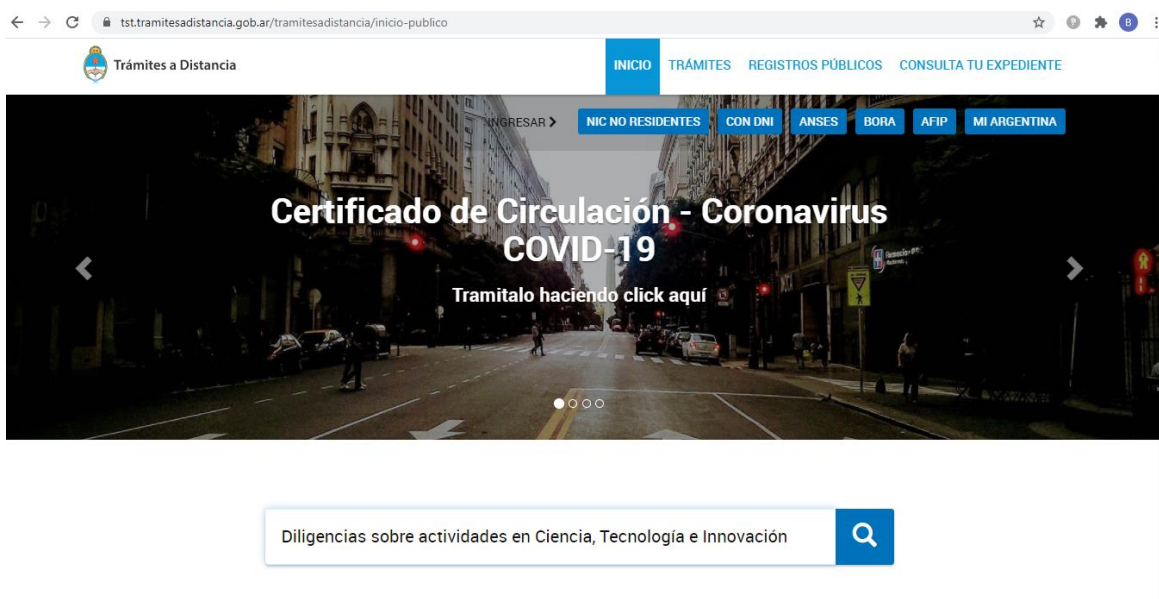 tst.tramitesadistancia.gob.ar/tramitesadistancia/inicio-publico
B
Trámites a Distancia
INICIO TRÁMITES REGISTROS PÚBLICOS CONSULTA TU EXPEDIENTE
INGRESAR NIC NO RESIDENTES CON DNI ANSES BORA AFIP MI ARGENTINA
Certificado de Circulación - Coronavirus
COVID-19
Tramitalo haciendo click aquí
Diligencias sobre actividades en Ciencia, Tecnología e Innovación